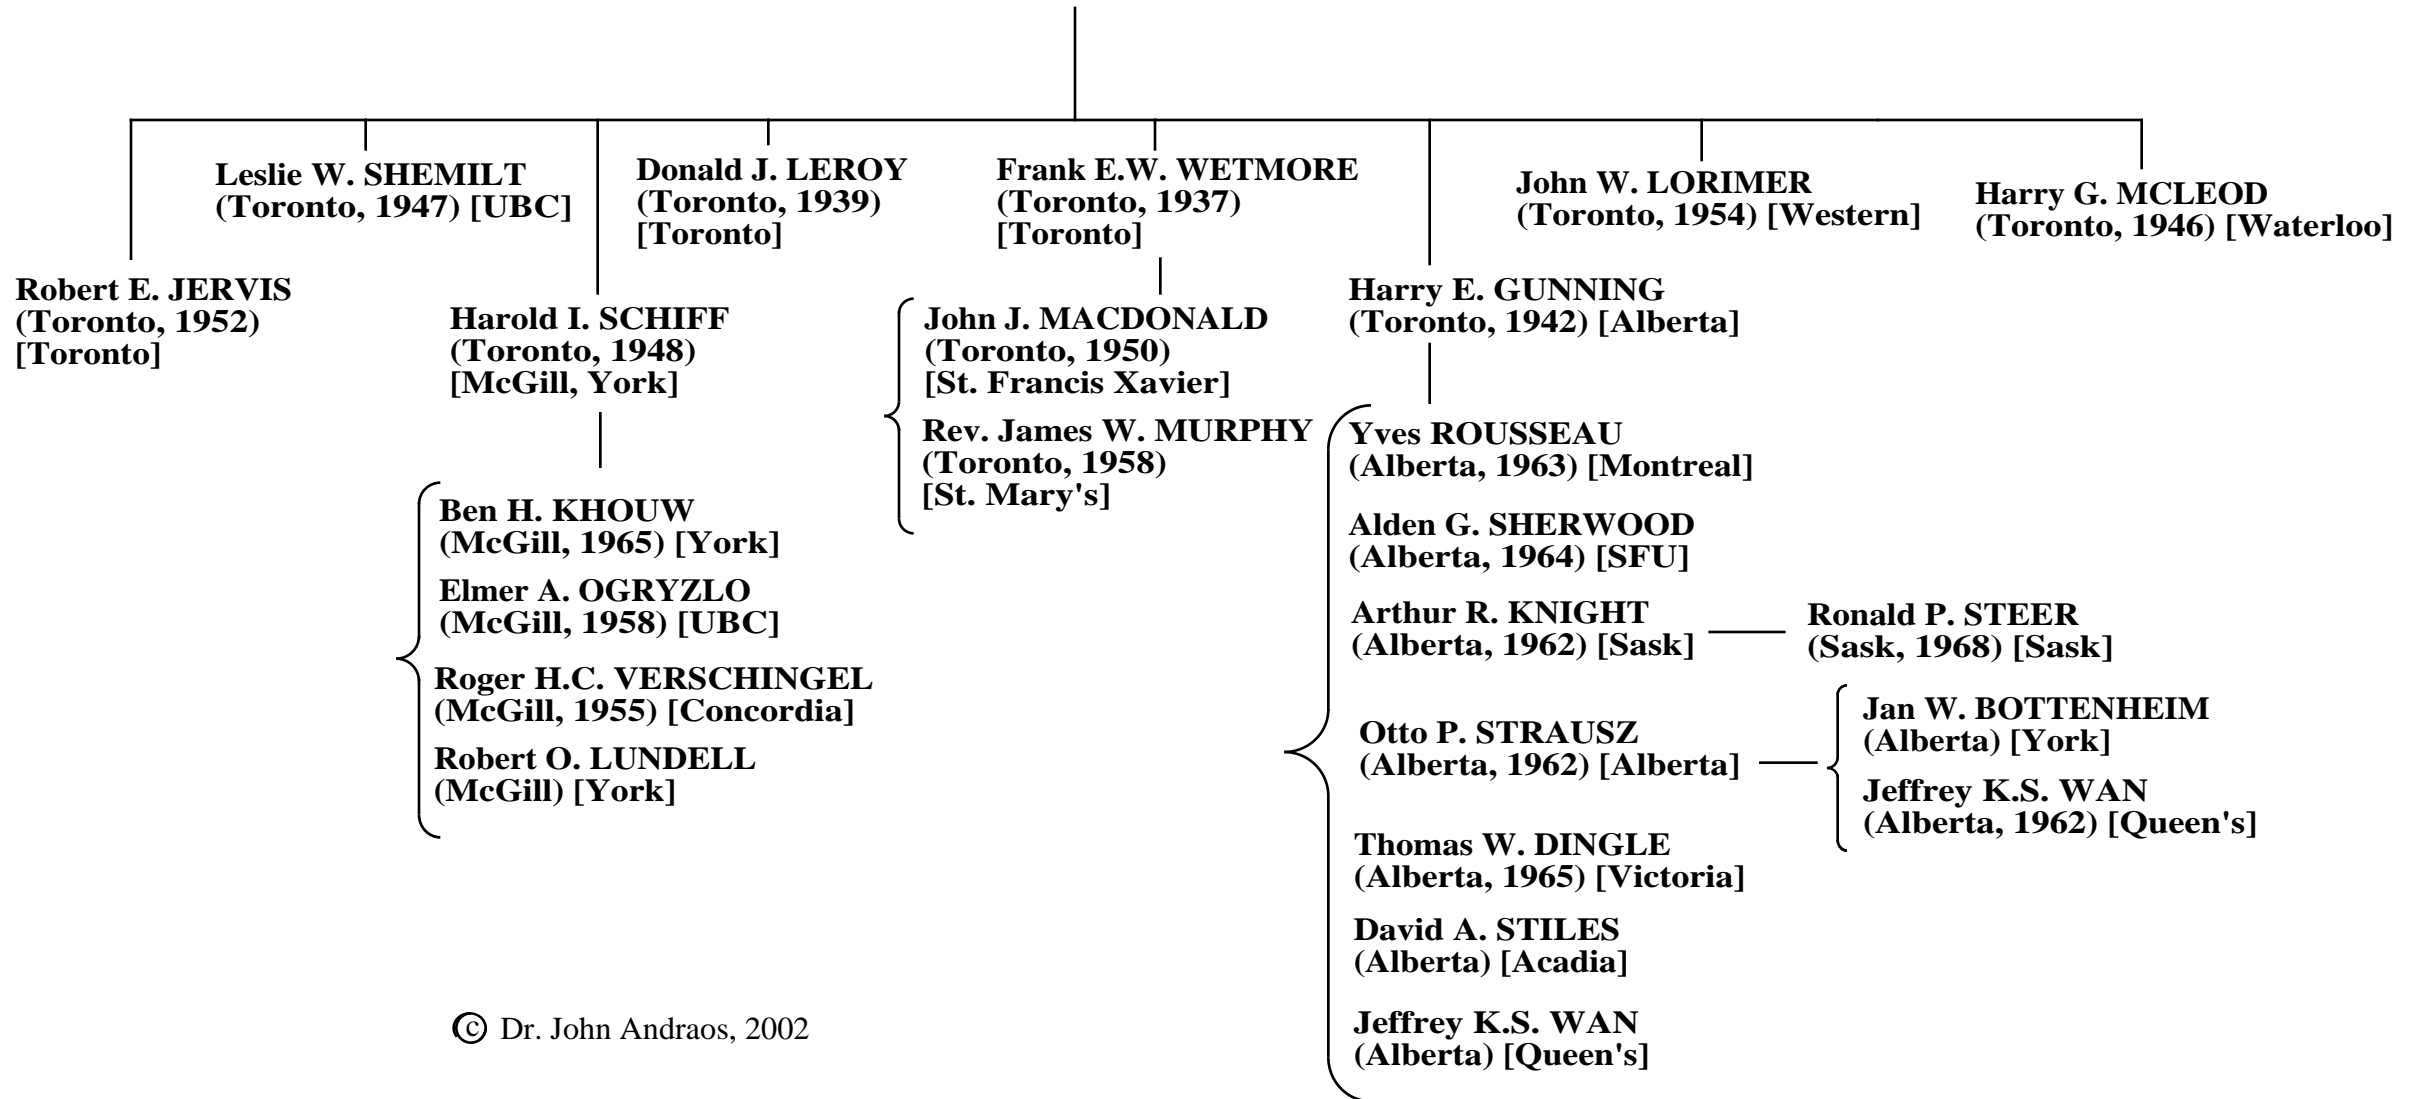 Leslie W. SHEMILT
(Toronto, 1947) [UBC]
Donald J. LEROY
(Toronto, 1939)
[Toronto]
Frank E.W. WETMORE
(Toronto, 1937)
[Toronto]
John W. LORIMER
(Toronto, 1954) [Western]
Harry G. MCLEOD
(Toronto, 1946) [Waterloo]
Robert E. JERVIS
(Toronto, 1952)
[Toronto]
Harold I. SCHIFF
(Toronto, 1948)
[McGill, York]
John J. MACDONALD
(Toronto, 1950)
[St. Francis Xavier]
Rev. James W. MURPHY
(Toronto, 1958)
[St. Mary's]
Harry E. GUNNING
(Toronto, 1942) [Alberta]
Ben H. KHOUW
(McGill, 1965) [York]
Elmer A. OGRYZLO
(McGill, 1958) [UBC]
Roger H.C. VERSCHINGEL
(McGill, 1955) [Concordia]
Robert O. LUNDELL
(McGill) [York]
Yves ROUSSEAU
(Alberta, 1963) [Montreal]
Alden G. SHERWOOD
(Alberta, 1964) [SFU]
Arthur R. KNIGHT
(Alberta, 1962) [Sask]
Ronald P. STEER
(Sask, 1968) [Sask]
Otto P. STRAUSZ
(Alberta, 1962) [Alberta]
Jan W. BOTTENHEIM
(Alberta) [York]
Jeffrey K.S. WAN
(Alberta, 1962) [Queen's]
Thomas W. DINGLE
(Alberta, 1965) [Victoria]
David A. STILES
(Alberta) [Acadia]
Jeffrey K.S. WAN
(Alberta) [Queen's]
© Dr. John Andraos, 2002